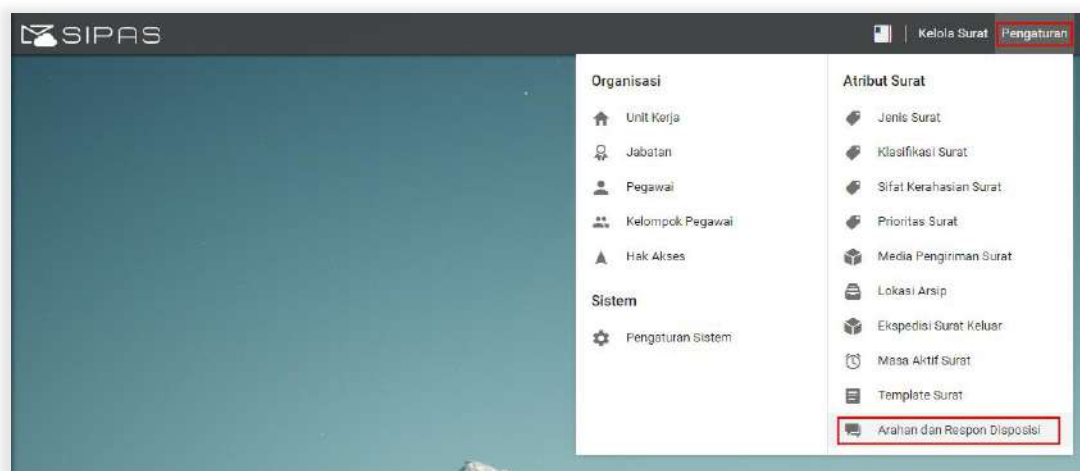 SIPAS
Kelola Surat
Pengaturan
Organisasi
Unit Kerja
Jabatan
Pegawai
Kelompok Pegawai
Hak Akses
Sistem
Pengaturan Sistem
Atribut Surat
Jenis Surat
Klasifikasi Surat
Sifat Kerahasian Surat
Prioritas Surat
Media Pengiriman Surat
Lokasi Arsip
Ekspedisi Surat Keluar
Masa Aktif Surat
Template Surat
Arahan dan Respon Disposisi